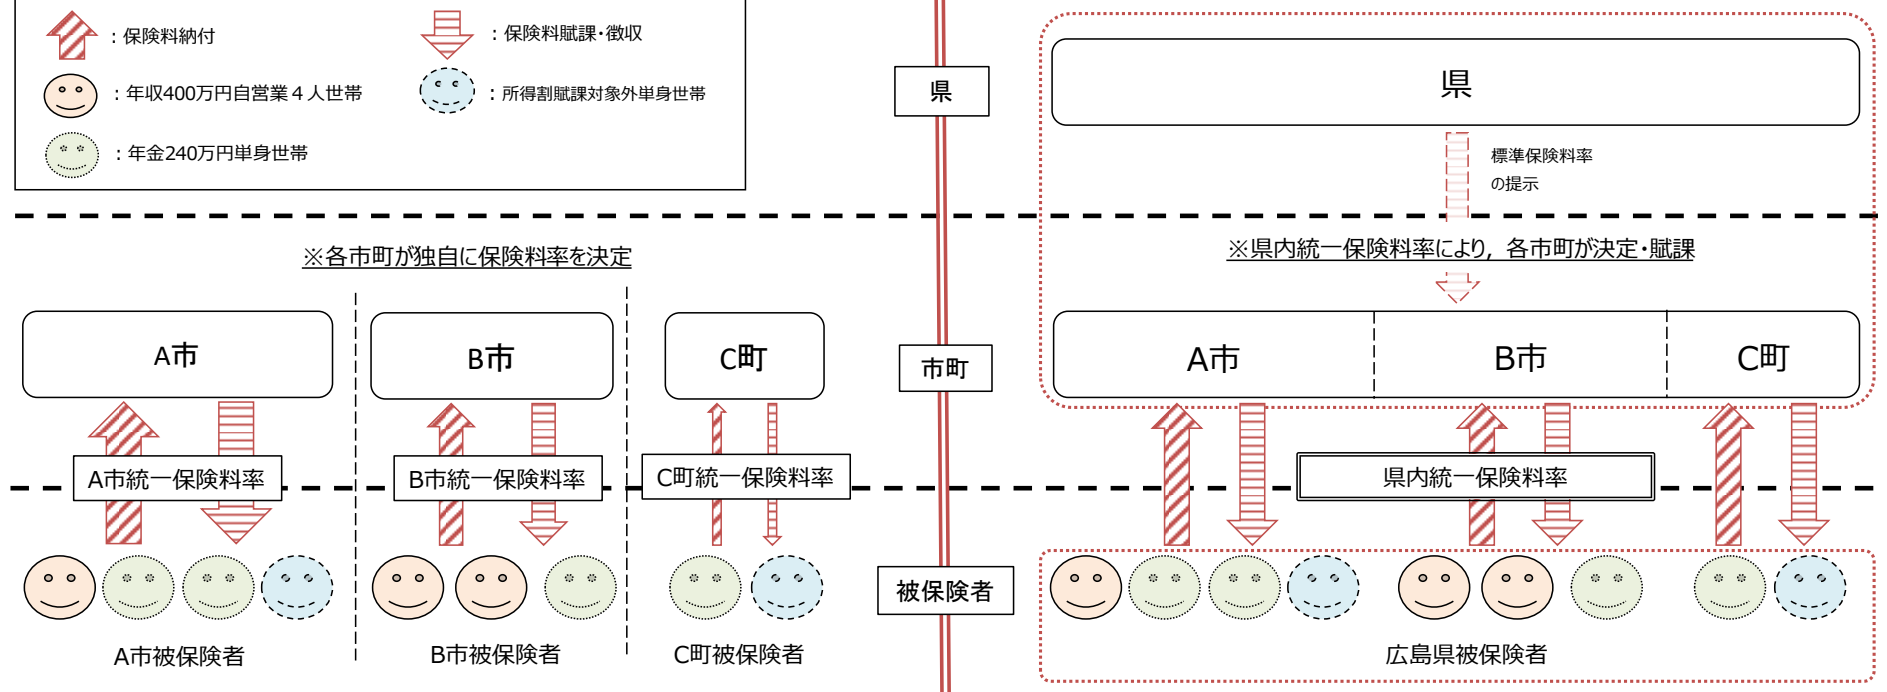 ：保険料納付
：保険料賦課・徴収
：年収400万円自営業４人世帯
：所得割賦課対象外単身世帯
：年金240万円単身世帯
県
県
標準保険料率
の提示
※各市町が独自に保険料率を決定
※県内統一保険料率により，各市町が決定・賦課
A市
B市
C町
市町
A市
B市
C町
A市統一保険料率
B市統一保険料率
C町統一保険料率
県内統一保険料率
被保険者
A市被保険者
B市被保険者
C町被保険者
広島県被保険者